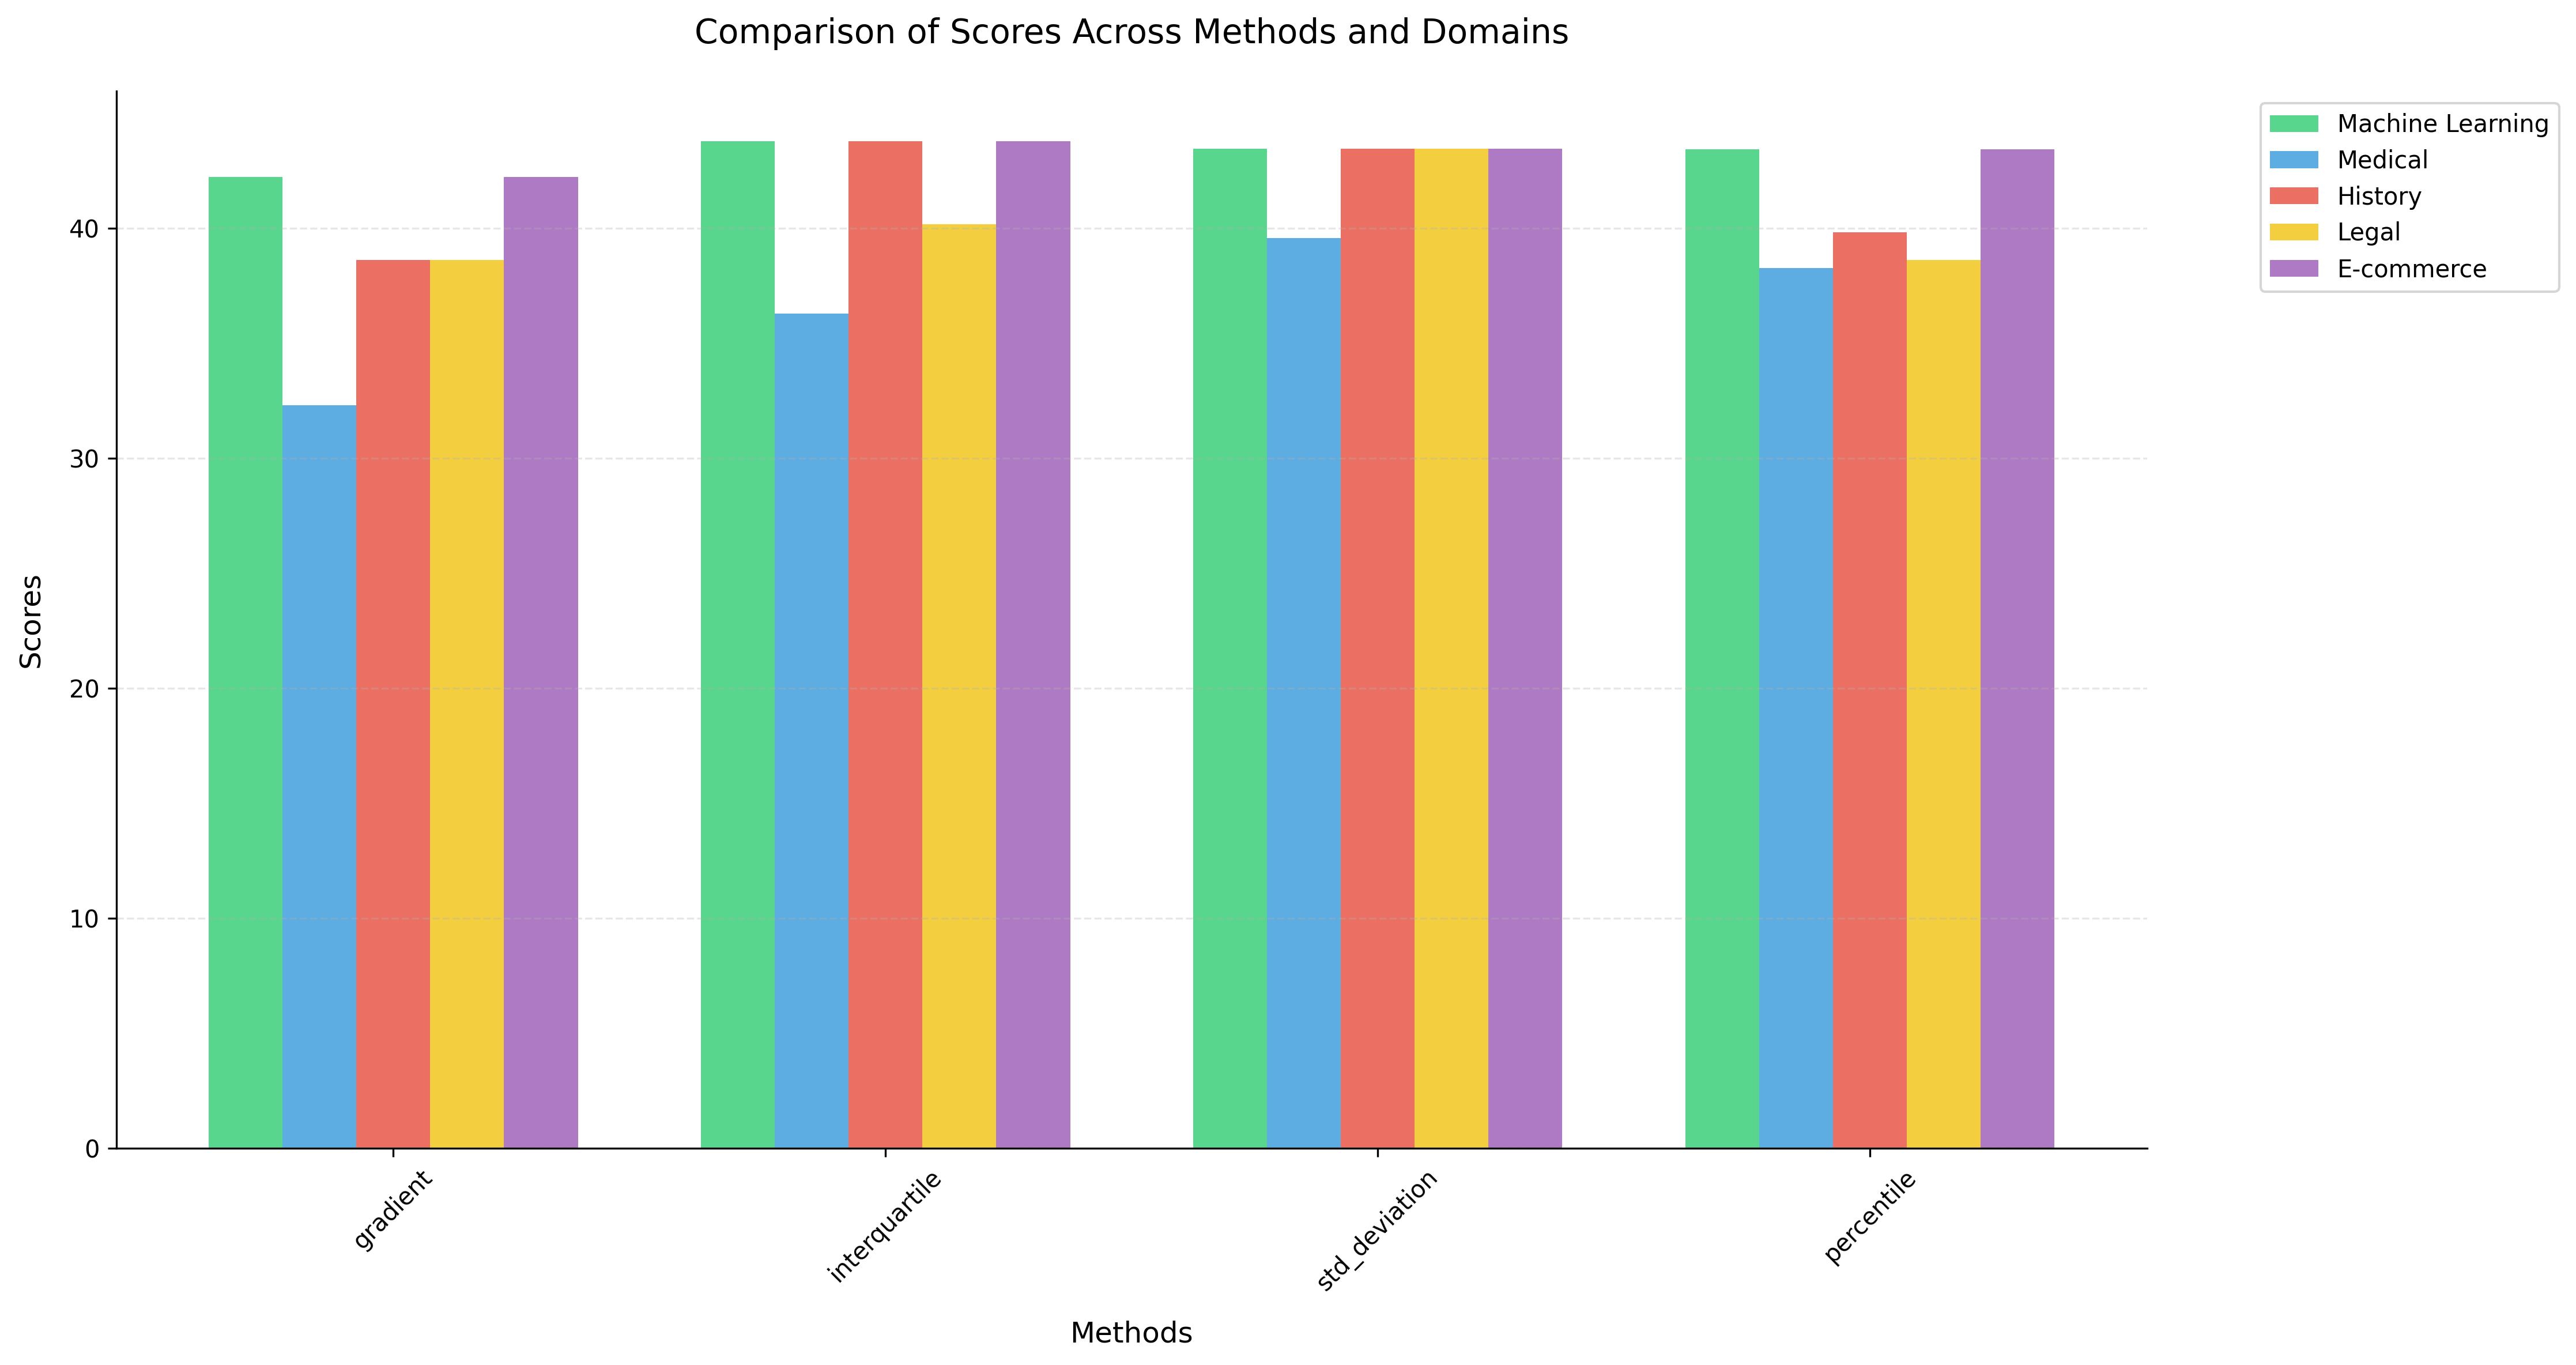 Comparison of Scores Across Methods and Domains
Machine Learning
Medical
History
Legal
E-commerce
Scores
40
30
20
10
0
gradient
interquartile
std_deviation
percentile
Methods